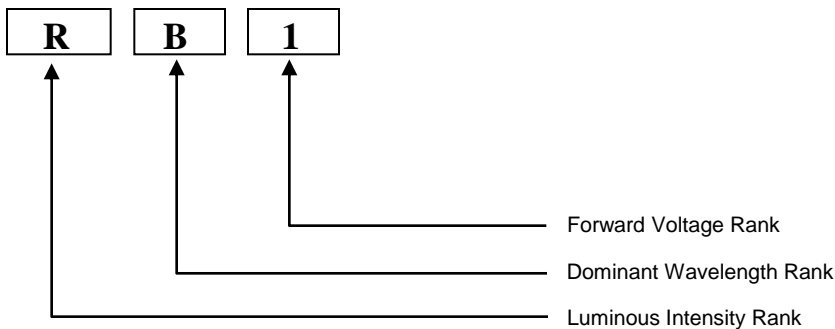 R B 1
Forward Voltage Rank
Dominant Wavelength Rank
Luminous Intensity Rank